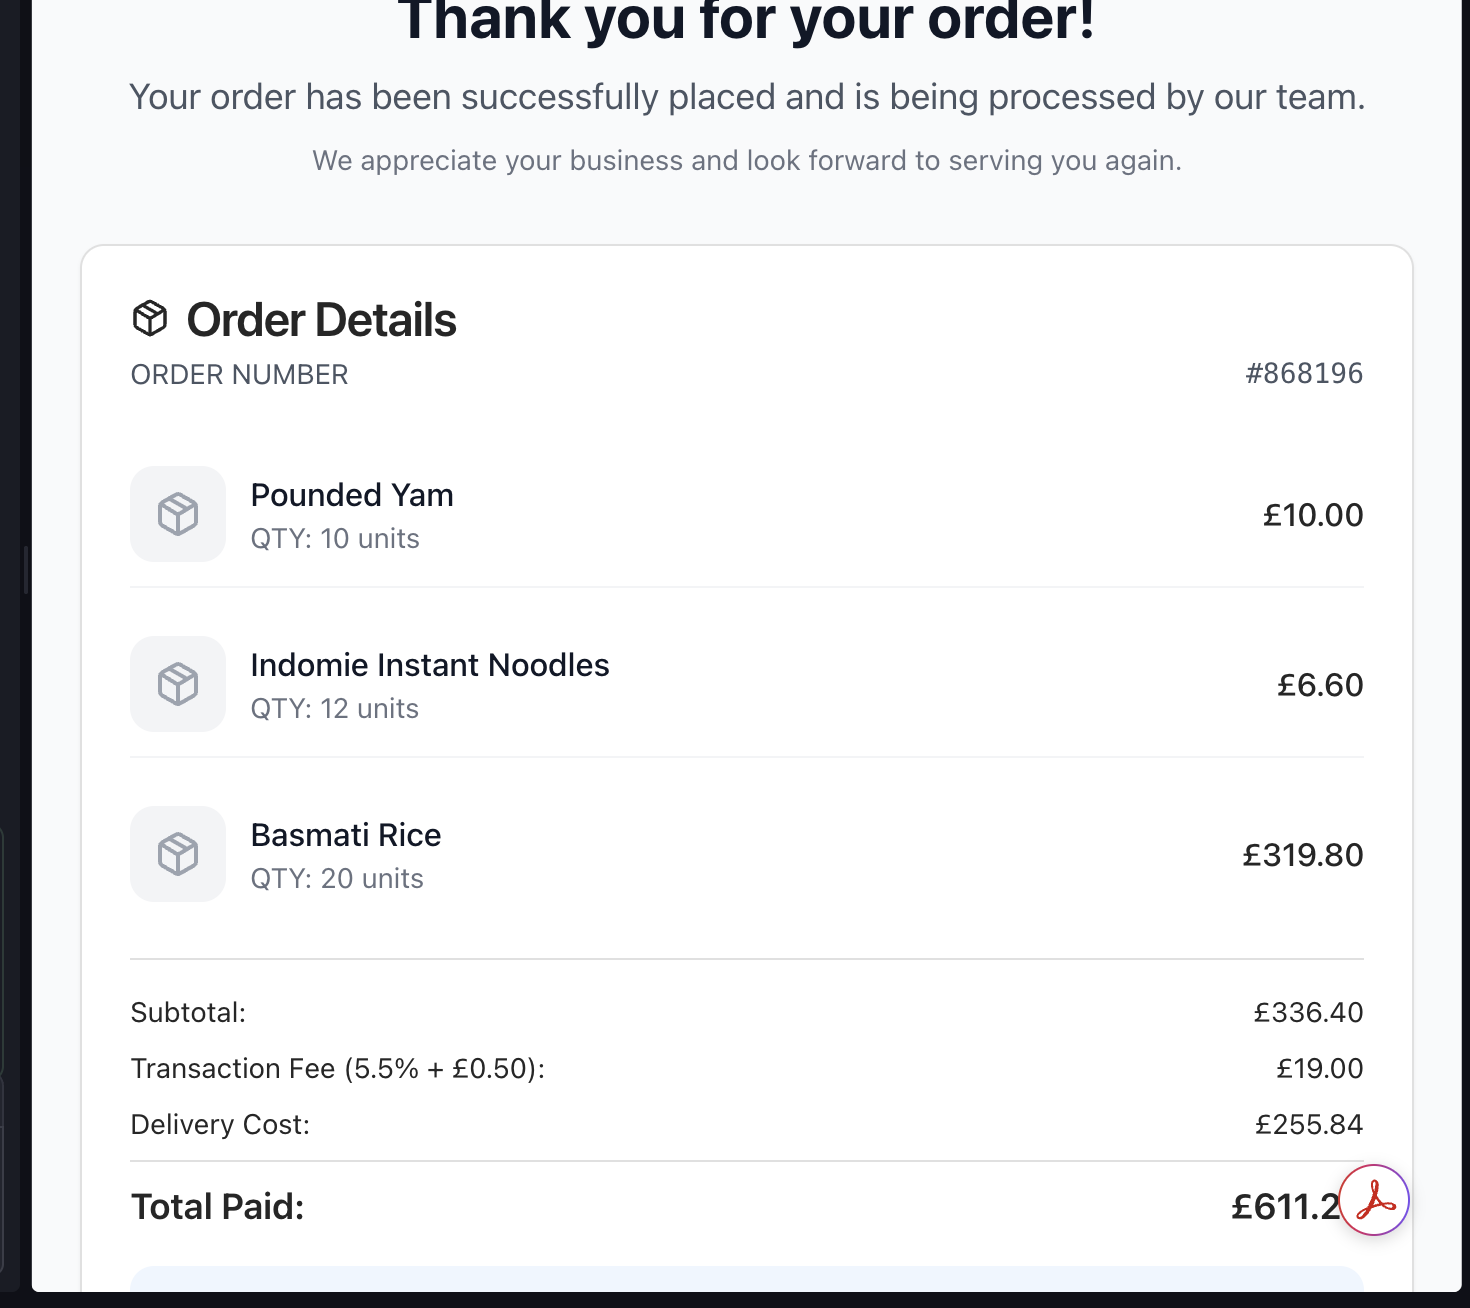 Thank you for your order!
Your order has been successfully placed and is being processed by our team.
We appreciate your business and look forward to serving you again.
Order Details
ORDER NUMBER #868196
Pounded Yam
QTY: 10 units
£10.00
Indomie Instant Noodles
QTY: 12 units
£6.60
Basmati Rice
QTY: 20 units
£319.80
Subtotal: £336.40
Transaction Fee (5.5% + £0.50): £19.00
Delivery Cost: £255.84
Total Paid: £611.2